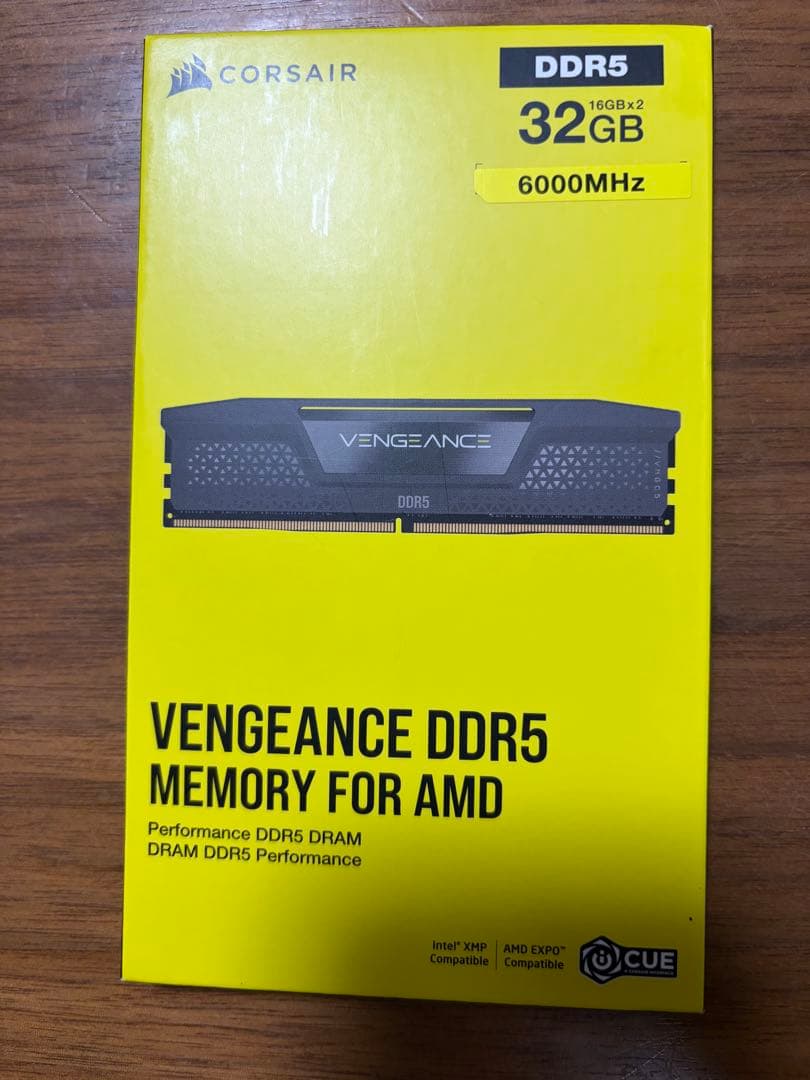 CORSAIR
DDR5
16GBx2
32GB
6000MHz
VENGEANCE
DDR5
VENGEANCE DDR5
MEMORY FOR AMD
Performance DDR5 DRAM
DRAM DDR5 Performance
Intel® XMP
Compatible
AMD EXPO™
Compatible
iCUE